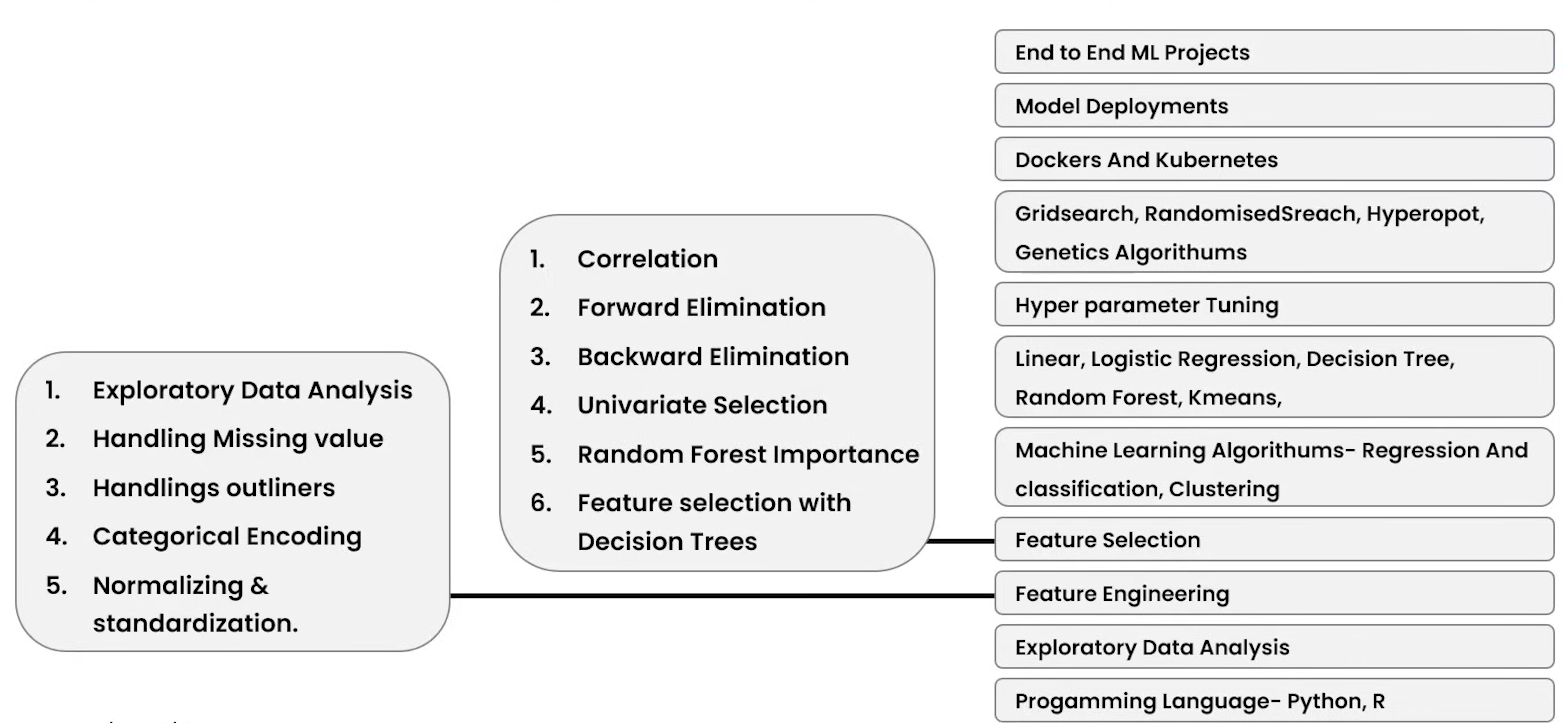 End to End ML Projects
Model Deployments
Dockers And Kubernetes
Gridsearch, RandomisedSreach, Hyperopot,
Genetics Algorithums
Hyper parameter Tuning
Linear, Logistic Regression, Decision Tree,
Random Forest, Kmeans,
Machine Learning Algorithums- Regression And
classification, Clustering
Feature Selection
Feature Engineering
Exploratory Data Analysis
Progamming Language- Python, R
1. Correlation
2. Forward Elimination
3. Backward Elimination
4. Univariate Selection
5. Random Forest Importance
6. Feature selection with
Decision Trees
1. Exploratory Data Analysis
2. Handling Missing value
3. Handlings outliners
4. Categorical Encoding
5. Normalizing &
standardization.